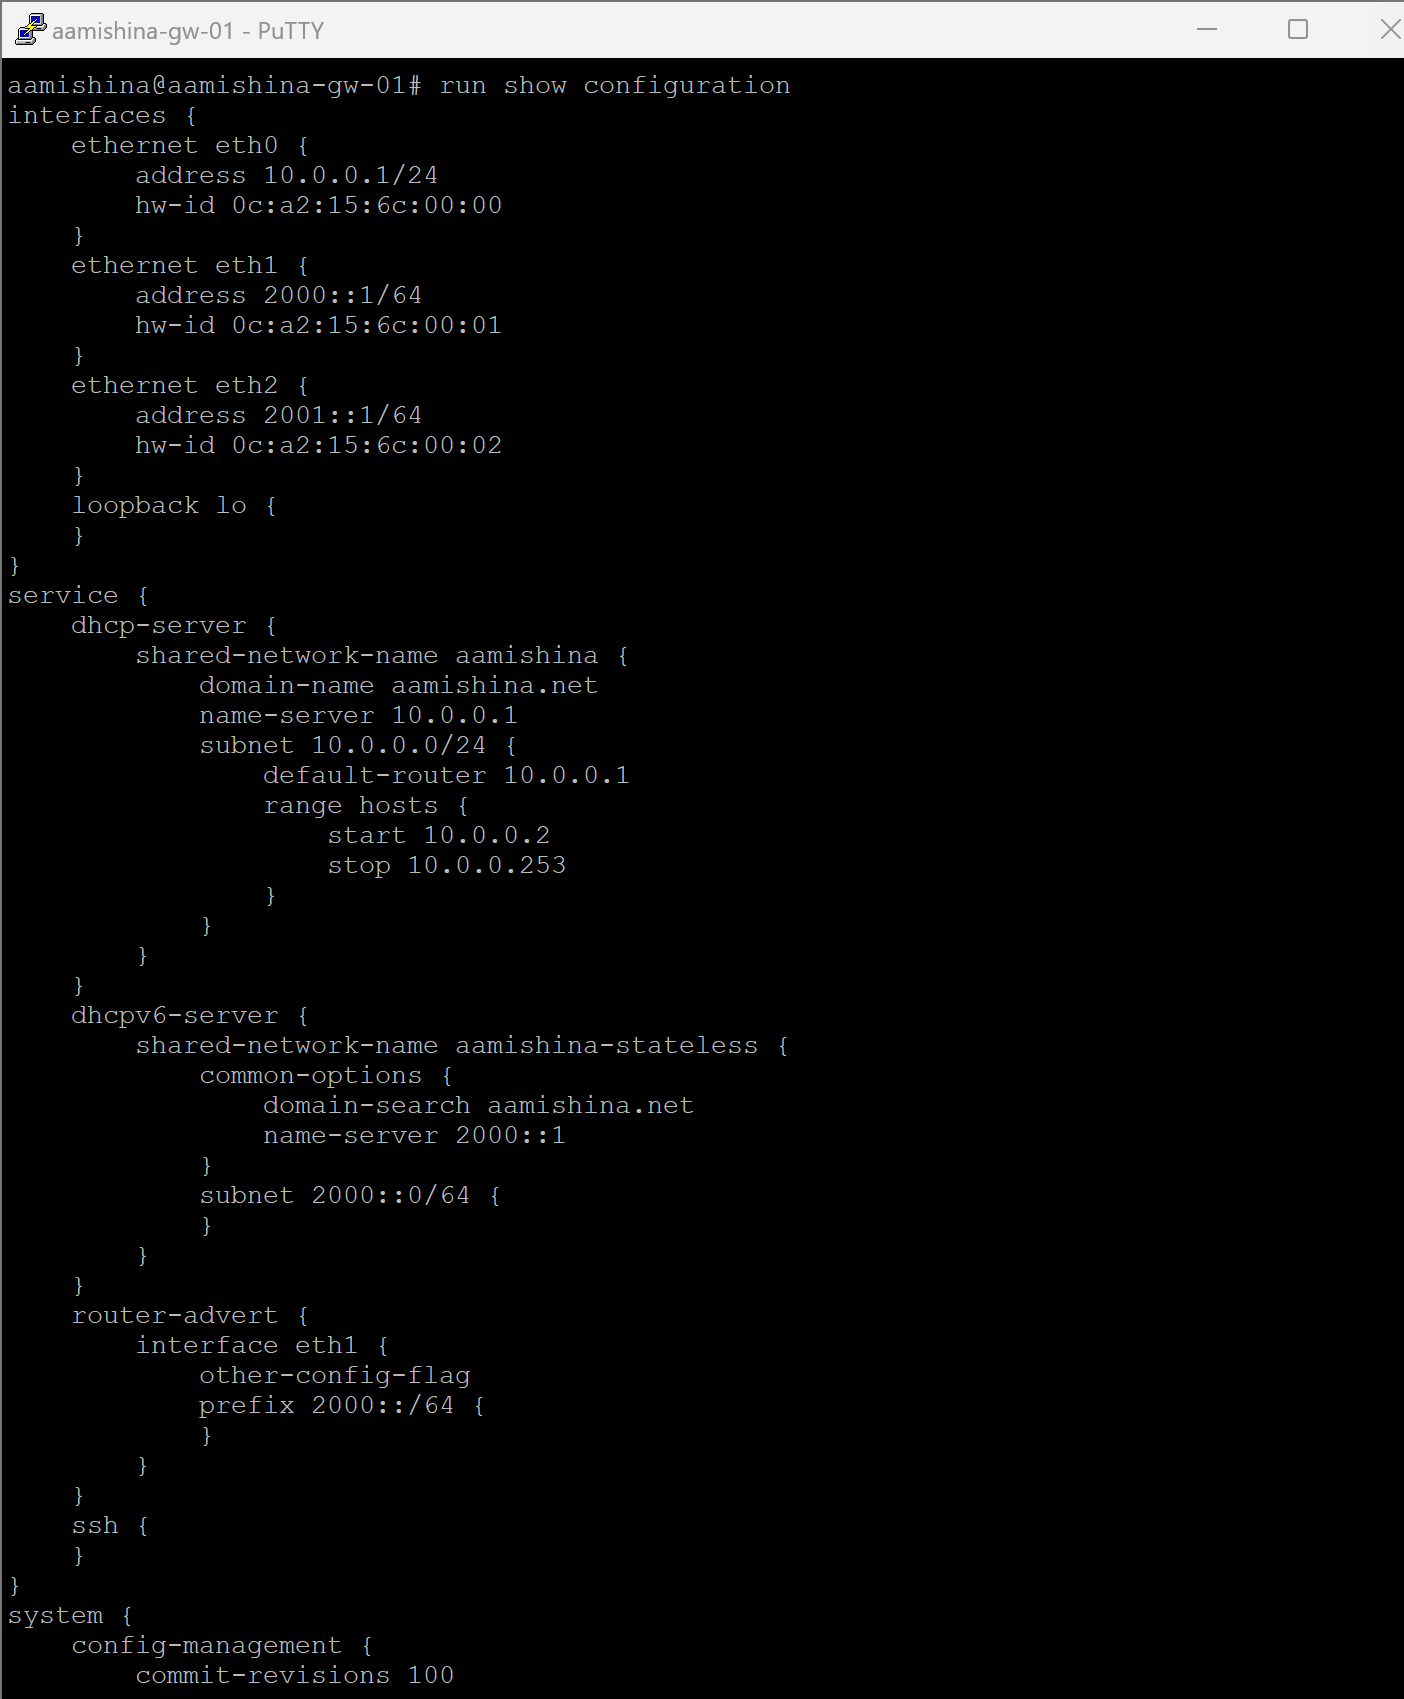 aamishina-gw-01 - PuTTY
aamishina@aamishina-gw-01# run show configuration
interfaces {
    ethernet eth0 {
        address 10.0.0.1/24
        hw-id 0c:a2:15:6c:00:00
    }
    ethernet eth1 {
        address 2000::1/64
        hw-id 0c:a2:15:6c:00:01
    }
    ethernet eth2 {
        address 2001::1/64
        hw-id 0c:a2:15:6c:00:02
    }
    loopback lo {
    }
}
service {
    dhcp-server {
        shared-network-name aamishina {
            domain-name aamishina.net
            name-server 10.0.0.1
            subnet 10.0.0.0/24 {
                default-router 10.0.0.1
                range hosts {
                    start 10.0.0.2
                    stop 10.0.0.253
                }
            }
        }
    }
    dhcpv6-server {
        shared-network-name aamishina-stateless {
            common-options {
                domain-search aamishina.net
                name-server 2000::1
            }
            subnet 2000::0/64 {
            }
        }
    }
    router-advert {
        interface eth1 {
            other-config-flag
            prefix 2000::/64 {
            }
        }
    }
    ssh {
    }
}
system {
    config-management {
        commit-revisions 100